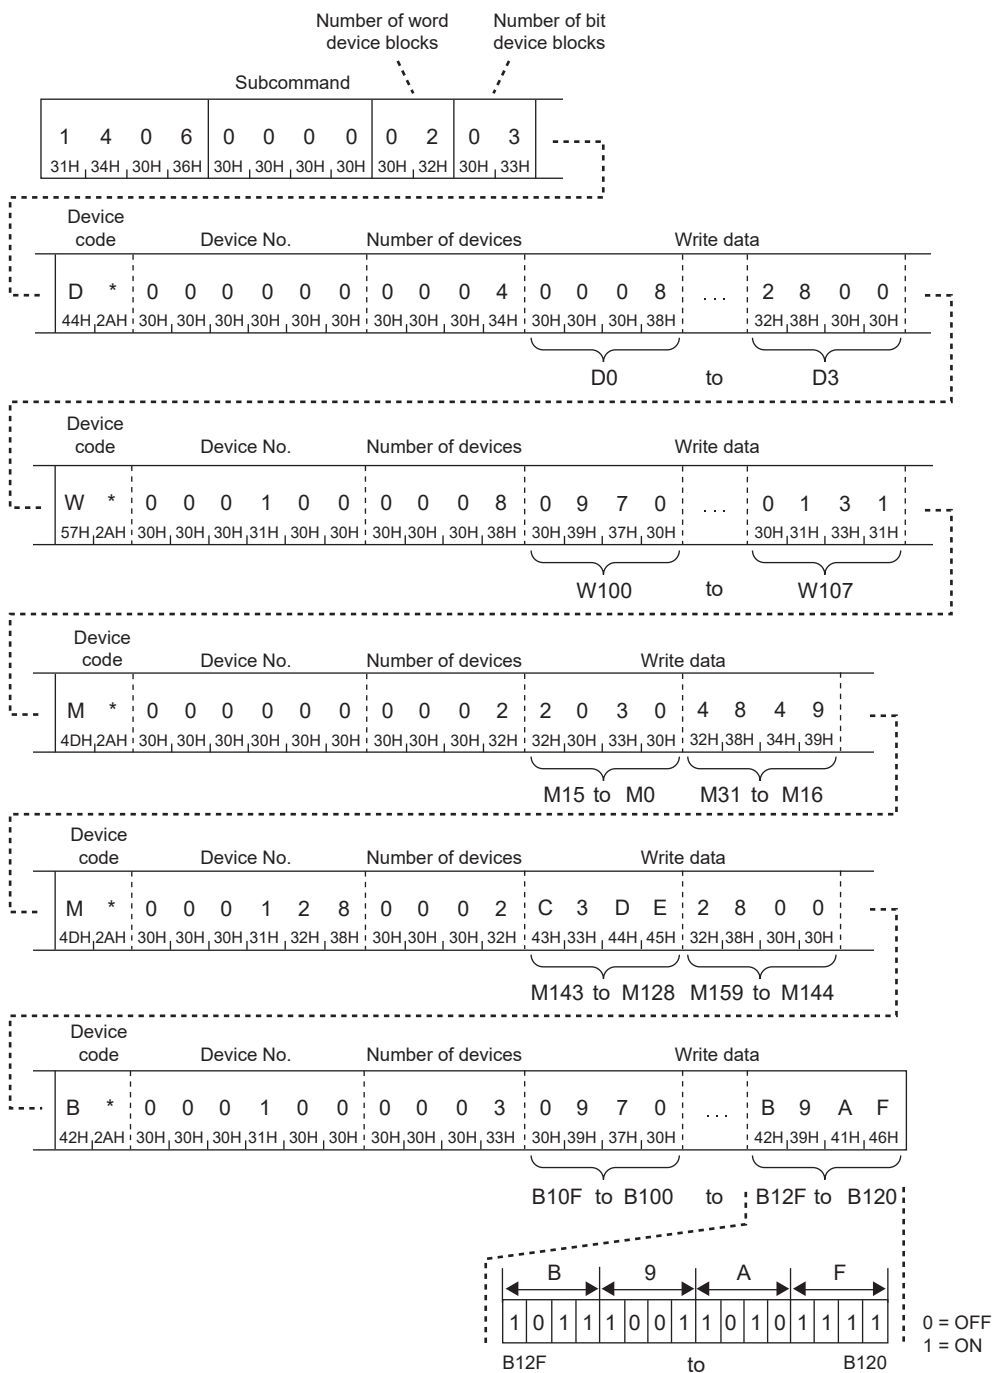 Number of word Number of bit
device blocks device blocks
Subcommand
1 4 0 6 0 0 0 0 0 2 0 3
31H 34H 30H 36H 30H 30H 30H 30H 30H 32H 30H 33H
Device
code Device No. Number of devices Write data
D * 0 0 0 0 0 0 0 0 0 4 0 0 0 8 ... 2 8 0 0
44H 2AH 30H 30H 30H 30H 30H 30H 30H 30H 30H 34H 30H 30H 30H 38H 32H 38H 30H 30H
D0 to D3
Device
code Device No. Number of devices Write data
W * 0 0 0 1 0 0 0 0 0 8 0 9 7 0 ... 0 1 3 1
57H 2AH 30H 30H 30H 31H 30H 30H 30H 30H 30H 38H 30H 39H 37H 30H 30H 31H 33H 31H
W100 to W107
Device
code Device No. Number of devices Write data
M * 0 0 0 0 0 0 0 0 0 2 2 0 3 0 4 8 4 9
4DH 2AH 30H 30H 30H 30H 30H 30H 30H 30H 30H 32H 32H 30H 33H 30H 32H 38H 34H 39H
M15 to M0 M31 to M16
Device
code Device No. Number of devices Write data
M * 0 0 0 1 2 8 0 0 0 2 C 3 D E 2 8 0 0
4DH 2AH 30H 30H 30H 31H 32H 38H 30H 30H 30H 32H 43H 33H 44H 45H 32H 38H 30H 30H
M143 to M128 M159 to M144
Device
code Device No. Number of devices Write data
B * 0 0 0 1 0 0 0 0 0 3 0 9 7 0 ... B 9 A F
42H 2AH 30H 30H 30H 31H 30H 30H 30H 30H 30H 33H 30H 39H 37H 30H 42H 39H 41H 46H
B10F to B100 to B12F to B120
B 9 A F
1 0 1 1 1 0 0 1 1 0 1 0 1 1 1 1 0 = OFF
1 = ON
B12F to B120